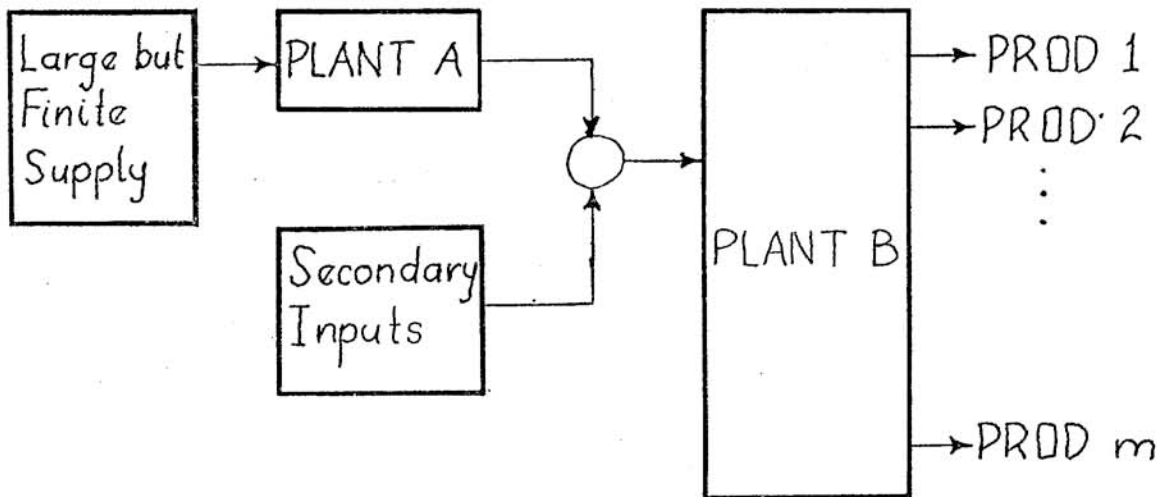 Large but
Finite
Supply
PLANT A
Secondary
Inputs
PLANT B
PROD 1
PROD 2
PROD m